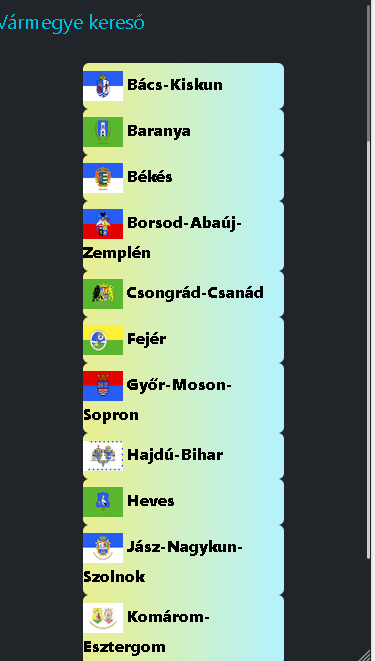 Vármegye kereső
Bács-Kiskun
Baranya
Békés
Borsod-Abaúj-
Zemplén
Csongrád-Csanád
Fejér
Győr-Moson-
Sopron
Hajdú-Bihar
Heves
Jász-Nagykun-
Szolnok
Komárom-
Esztergom